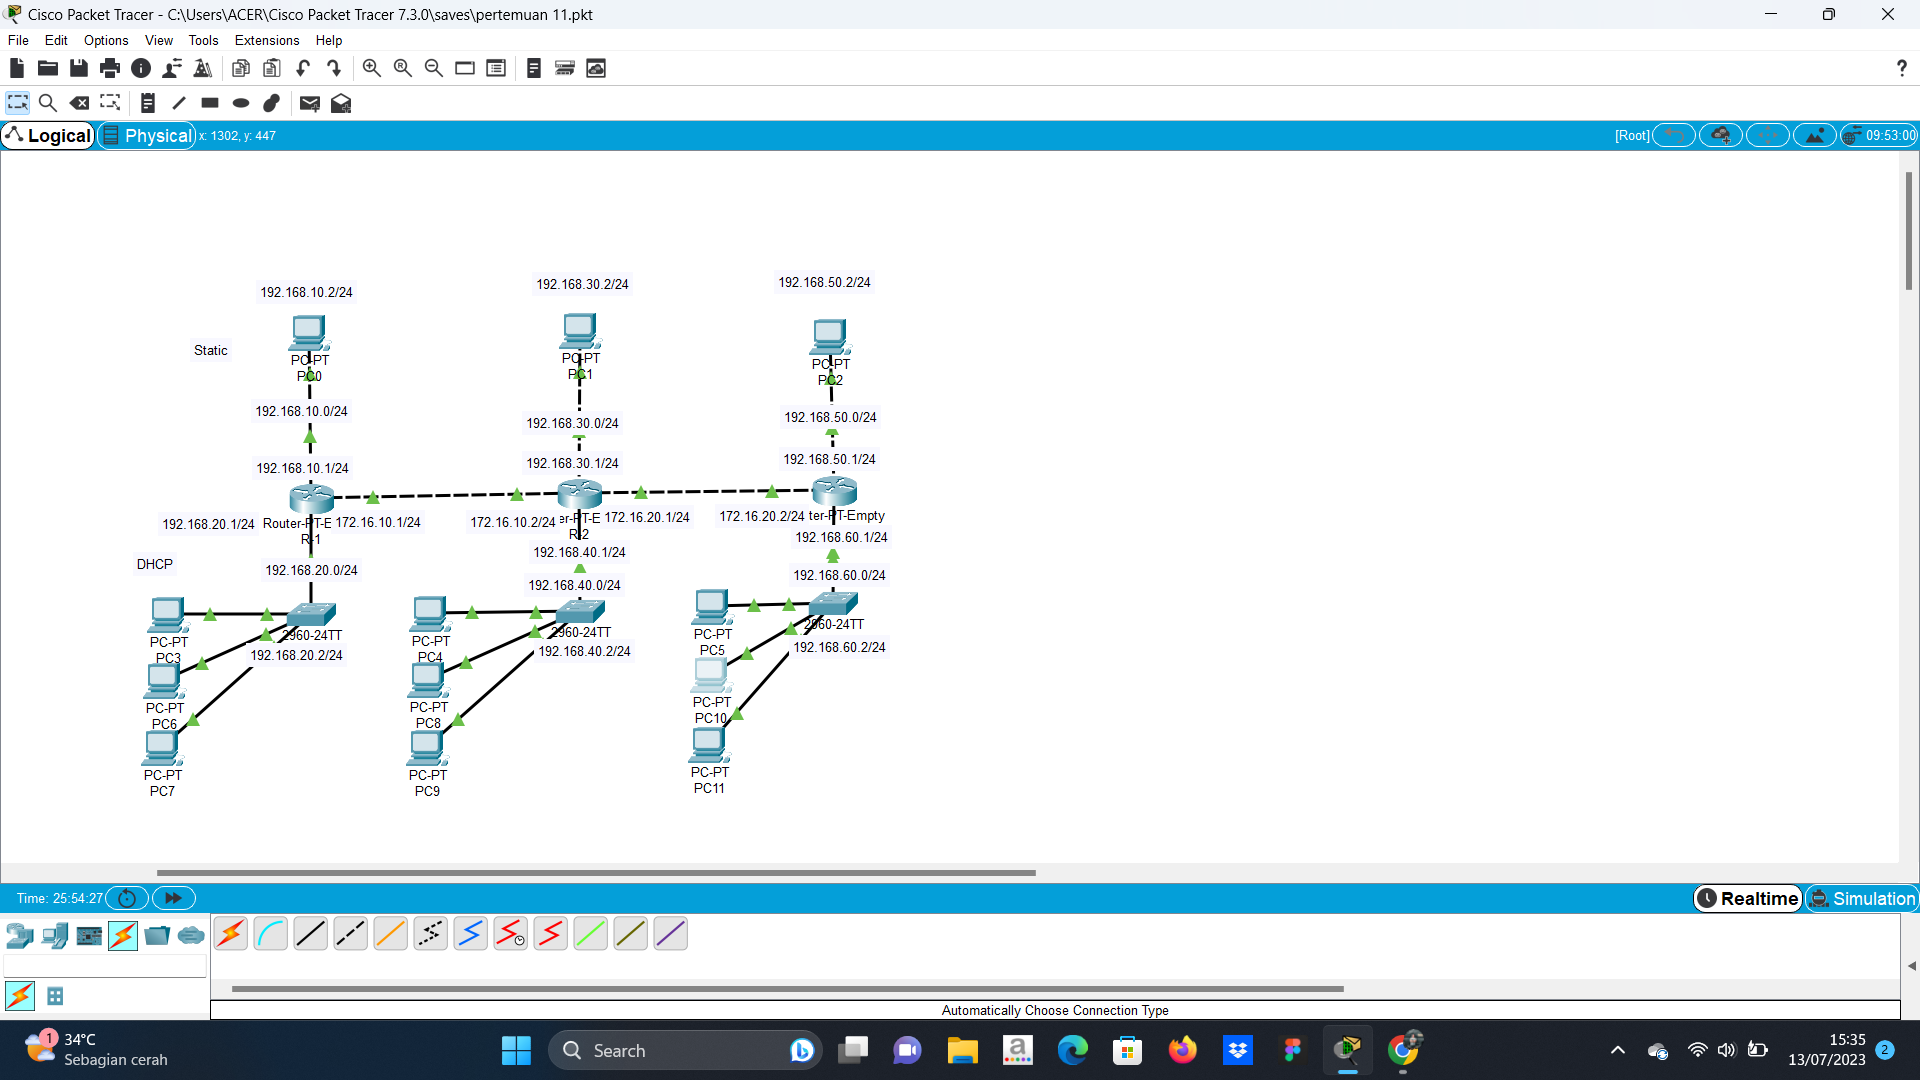 Cisco Packet Tracer - C:\Users\ACER\Cisco Packet Tracer 7.3.0\saves\pertemuan 11.pkt
File Edit Options View Tools Extensions Help
Logical Physical x: 1302, y: 447 [Root] 09:53:00
192.168.10.2/24 192.168.30.2/24 192.168.50.2/24
Static
PC-PT PC-PT PC-PT
PC0 PC1 PC2
192.168.10.0/24 192.168.30.0/24 192.168.50.0/24
192.168.10.1/24 192.168.30.1/24 192.168.50.1/24
192.168.20.1/24 Router-PT-E 172.16.10.1/24 172.16.10.2/24 er-PT-E 172.16.20.1/24 172.16.20.2/24 ter-PT-Empty
R-1 R-2
192.168.40.1/24 192.168.60.1/24
DHCP
192.168.20.0/24 192.168.40.0/24 192.168.60.0/24
2960-24TT 2960-24TT 2960-24TT
192.168.20.2/24 192.168.40.2/24 192.168.60.2/24
PC-PT PC-PT PC-PT
PC3 PC4 PC5
PC-PT PC-PT PC-PT
PC6 PC8 PC10
PC-PT PC-PT PC-PT
PC7 PC9 PC11
Time: 25:54:27 Realtime Simulation
Automatically Choose Connection Type
1 34°C
Sebagian cerah
Search
15:35
13/07/2023 2